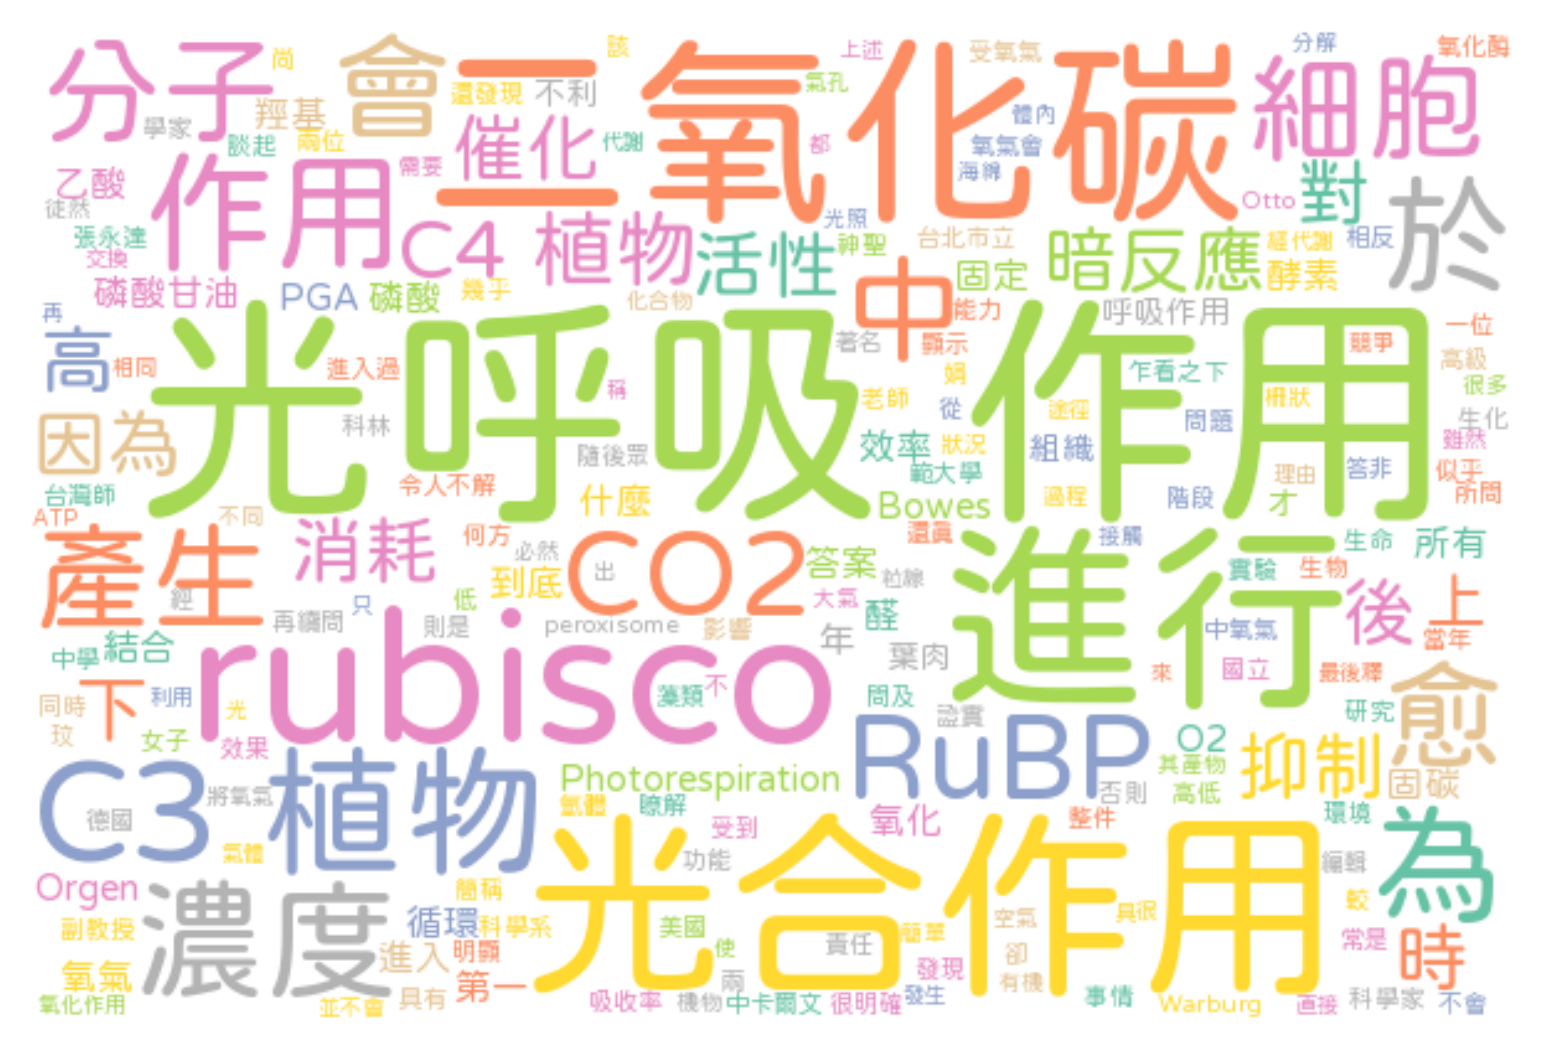 分子
尚
會
二氧化碳
該
上述
受氧氣
分解
氧化酶
細胞
還發現
不利
氣孔
羥基
兩位
學家
談起
催化
代謝
都
體內
氧氣會
海綿
需要
作用
乙酸
徒然
張永達
交換
C4 植物
活性
光照
神聖
台北市立
Otto
對
於
經代謝
相反
暗反應
固定
酵素
磷酸甘油
PGA
磷酸
幾乎
化合物
中
能力
呼吸作用
再
高
相同
進入過
光呼吸作用
稱
著名
顯示
娟
老師
從
途徑
乍看之下
競爭
一位
高級
柵狀
很多
生化
問題
因為
科林
隨後眾
效率
狀況
組織
範大學
答非
理由
雖然
似乎
所問
台灣師
令人不解
什麼
Bowes
過程
階段
才
ATP
不同
消耗
何方
必然
CO2
出
答案
還真
粒線
接觸
進行
生命
所有
實驗
生物
產生
經
只
低
到底
大氣
醛
年
後
上
當年
再續問
則是
peroxisome
影響
中氧氣
中學
結合
rubisco
葉肉
來
國立
最後釋
下
利用
同時
玟
光
女子
效果
藻類
不
問及
證實
研究
愈
RuBP
O2
其產物
高低
否則
抑制
固碳
C3 植物
將氧氣
德國
氣體
Photorespiration
氫體
瞭解
受到
氧化
整件
環境
功能
光合作用
編輯
為
較
Orgen
濃度
簡稱
循環
科學系
副教授
進入
明顯
美國
使
責任
簡單
空氣
卻
具很
常是
時
氧氣
第一
兩
發現
有機
氧化作用
並不會
具有
吸收率
機物
中卡爾文
很明確
發生
事情
Warburg
直接
科學家
不會